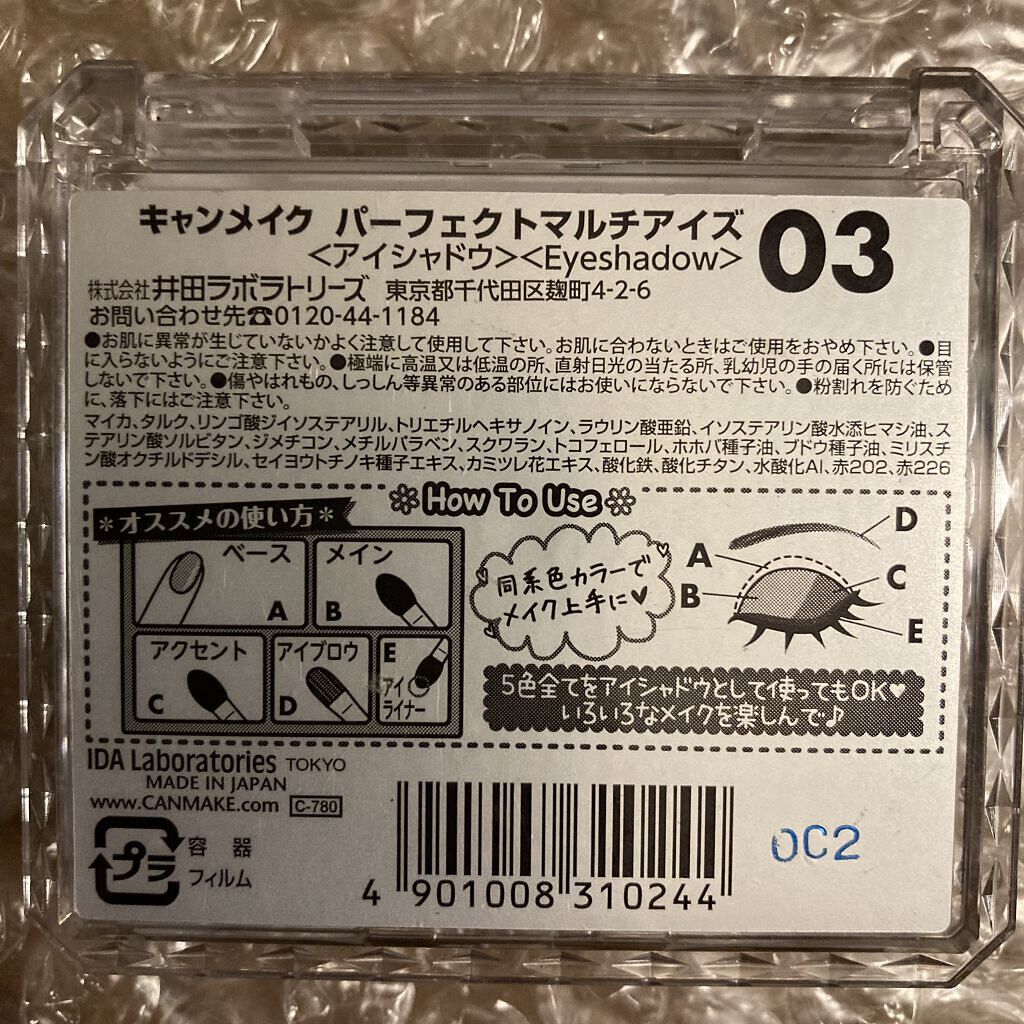 キャンメイク パーフェクトマルチアイズ 03
<アイシャドウ><Eyeshadow>
株式会社井田ラボラトリーズ 東京都千代田区麹町4-2-6
お問い合わせ先☎0120-44-1184
●お肌に異常が生じていないかよく注意して使用して下さい。お肌に合わないときはご使用をおやめ下さい。●目
に入らないようにご注意下さい。●極端に高温又は低温の所、直射日光の当たる所、乳幼児の手の届く所には保管
しないで下さい。●傷やはれもの、しっしん等異常のある部位にはお使いにならないで下さい。●粉割れを防ぐため
に、落下にはご注意下さい。
マイカ、タルク、リンゴ酸ジイソステアリル、トリエチルヘキサノイン、ラウリン酸亜鉛、イソステアリン酸水添ヒマシ油、ス
テアリン酸ソルビタン、ジメチコン、メチルパラベン、スクワラン、トコフェロール、ホホバ種子油、ブドウ種子油、ミリスチ
ン酸オクチルドデシル、セイヨウトチノキ種子エキス、カミツレ花エキス、酸化鉄、酸化チタン、水酸化Al、赤202、赤226
How To Use
*オススメの使い方*
ベース
A
メイン
B
アクセント
C
アイブロウ
D
E
アイ
ライナー
同系色カラーで
メイク上手に♥
A
B
D
C
E
5色全てをアイシャドウとして使ってもOK♥
いろいろなメイクを楽しんで♪
IDA Laboratories TOKYO
MADE IN JAPAN
www.CANMAKE.com C-780
プラ
容器
フィルム
4 901008 310244
0C2